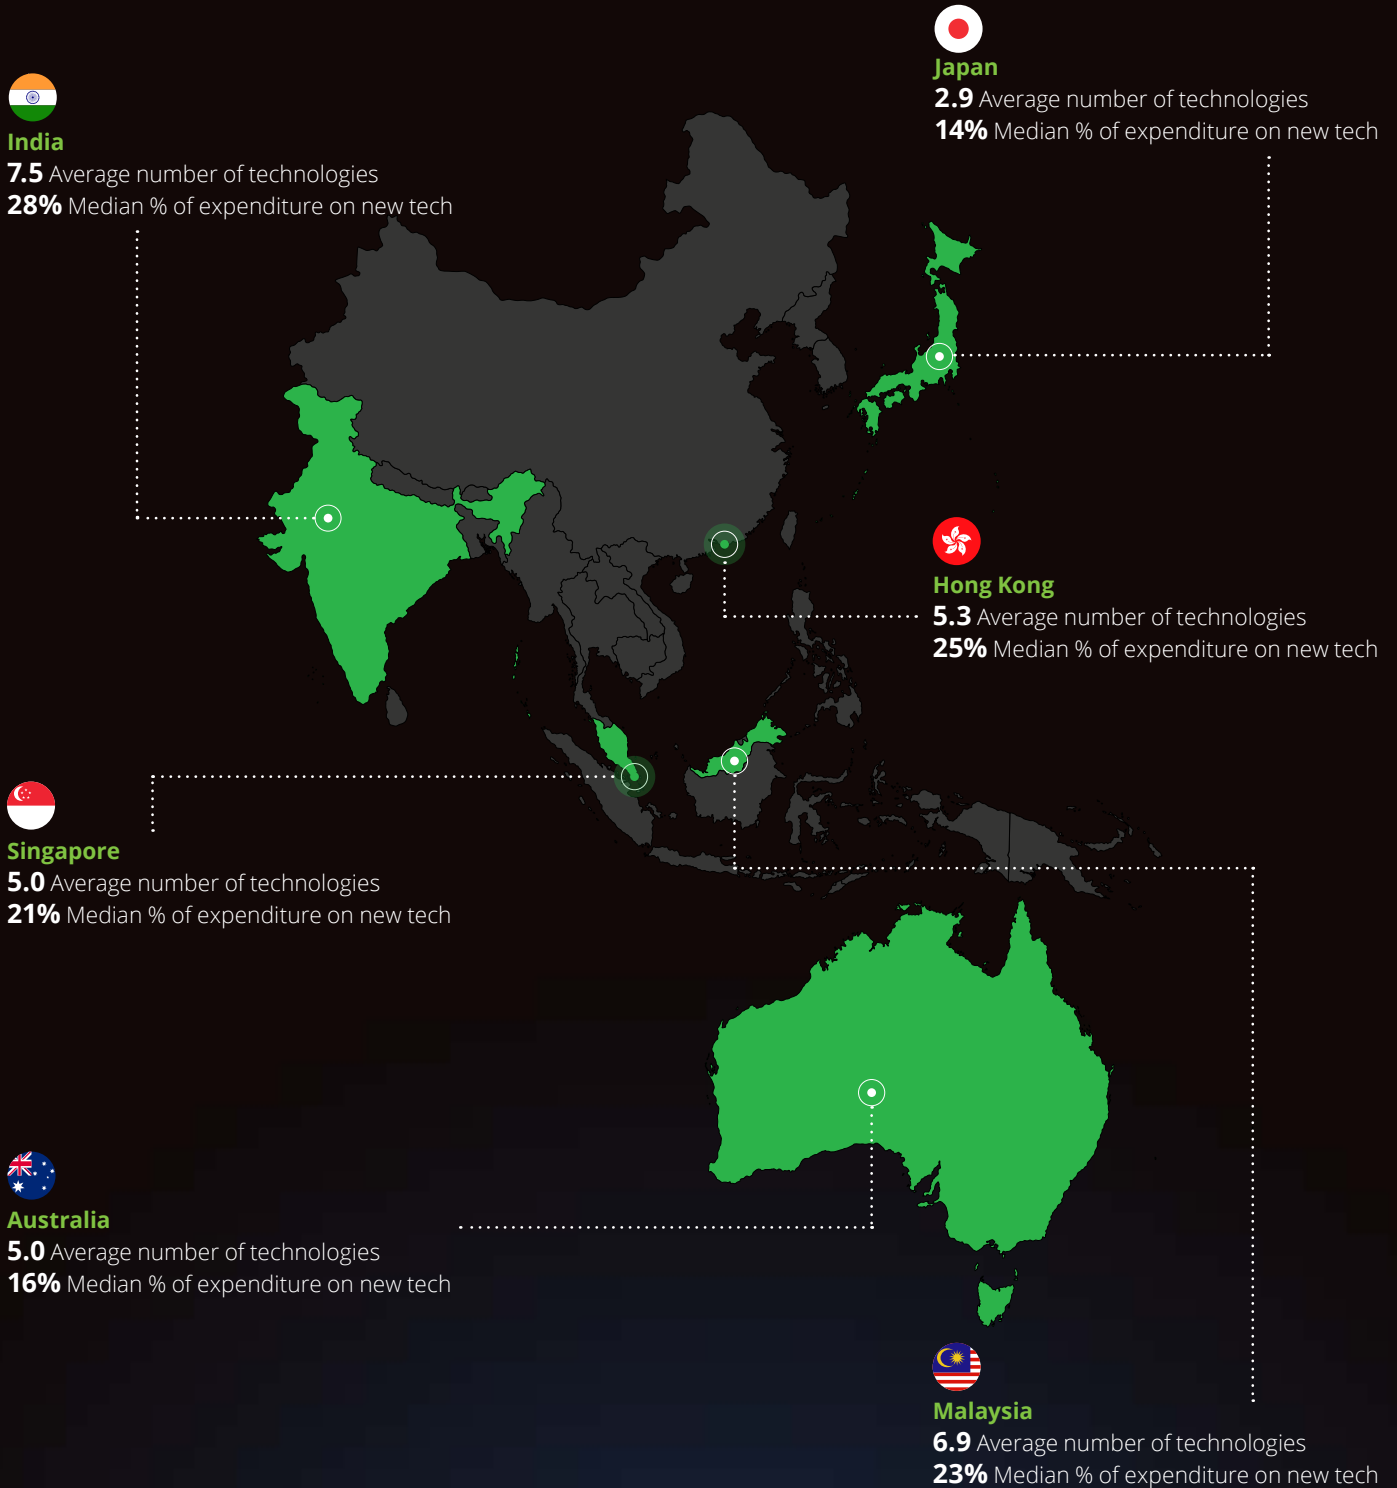 Japan
2.9 Average number of technologies
14% Median % of expenditure on new tech
India
7.5 Average number of technologies
28% Median % of expenditure on new tech
Hong Kong
5.3 Average number of technologies
25% Median % of expenditure on new tech
Singapore
5.0 Average number of technologies
21% Median % of expenditure on new tech
Australia
5.0 Average number of technologies
16% Median % of expenditure on new tech
Malaysia
6.9 Average number of technologies
23% Median % of expenditure on new tech